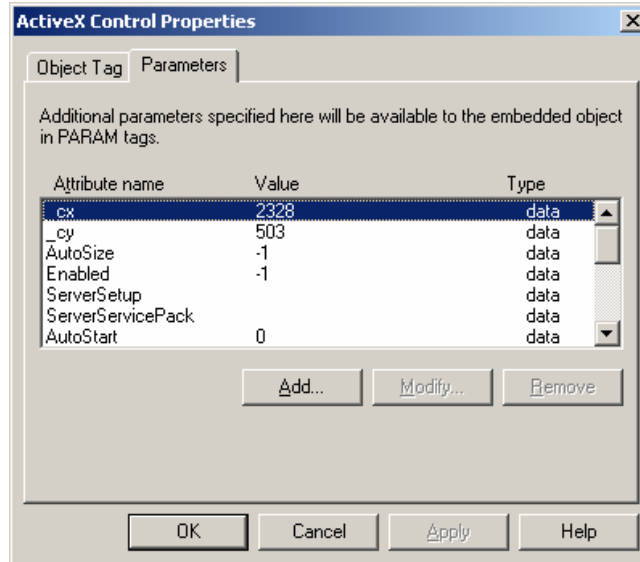 ActiveX Control Properties
Object Tag Parameters
Additional parameters specified here will be available to the embedded object
in PARAM tags.
Attribute name Value Type
_cx 2328 data
_cy 503 data
AutoSize -1 data
Enabled -1 data
ServerSetup data
ServerServicePack data
AutoStart 0 data
Add... Modify... Remove
OK Cancel Apply Help